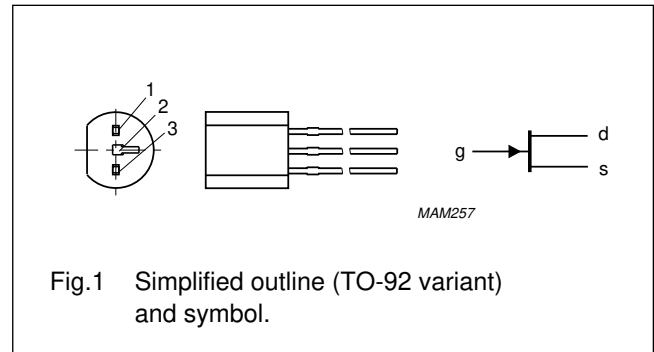 1
2
3
g
d
s
MAM257
Fig.1 Simplified outline (TO-92 variant)
and symbol.